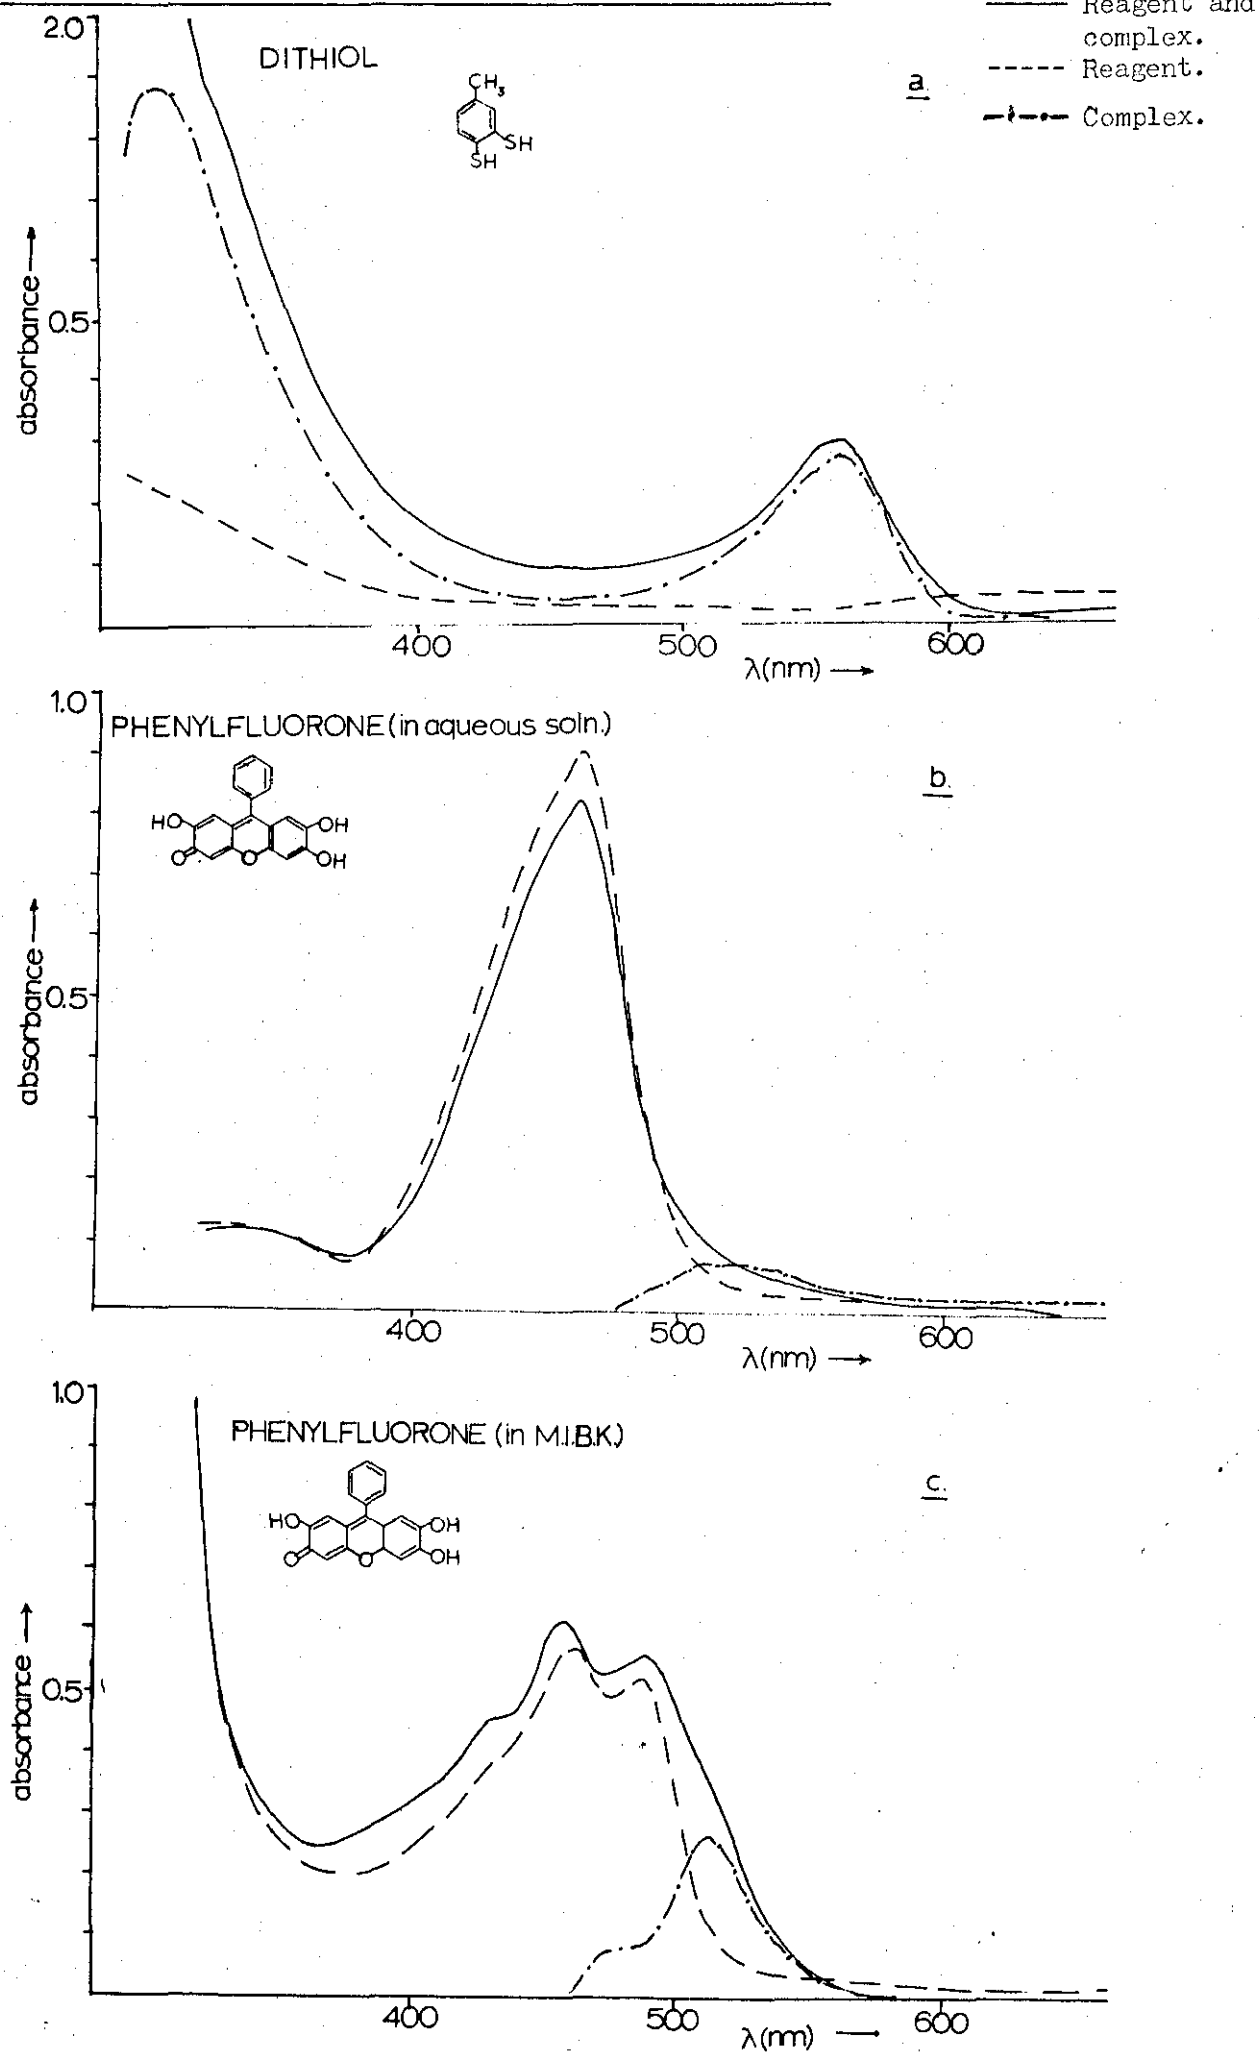 Reagent and
complex.
Reagent.
Complex.
2.0
DITHIOL
CH3
SH
SH
a
absorbance
0.5
400
500
600
λ(nm)
1.0
PHENYLFLUORONE (in aqueous soln.)
b.
HO
OH
O
O
OH
absorbance
0.5
400
500
600
λ(nm)
1.0
PHENYLFLUORONE (in M.I.B.K.)
c.
HO
OH
O
O
OH
absorbance
0.5
400
500
600
λ(nm)